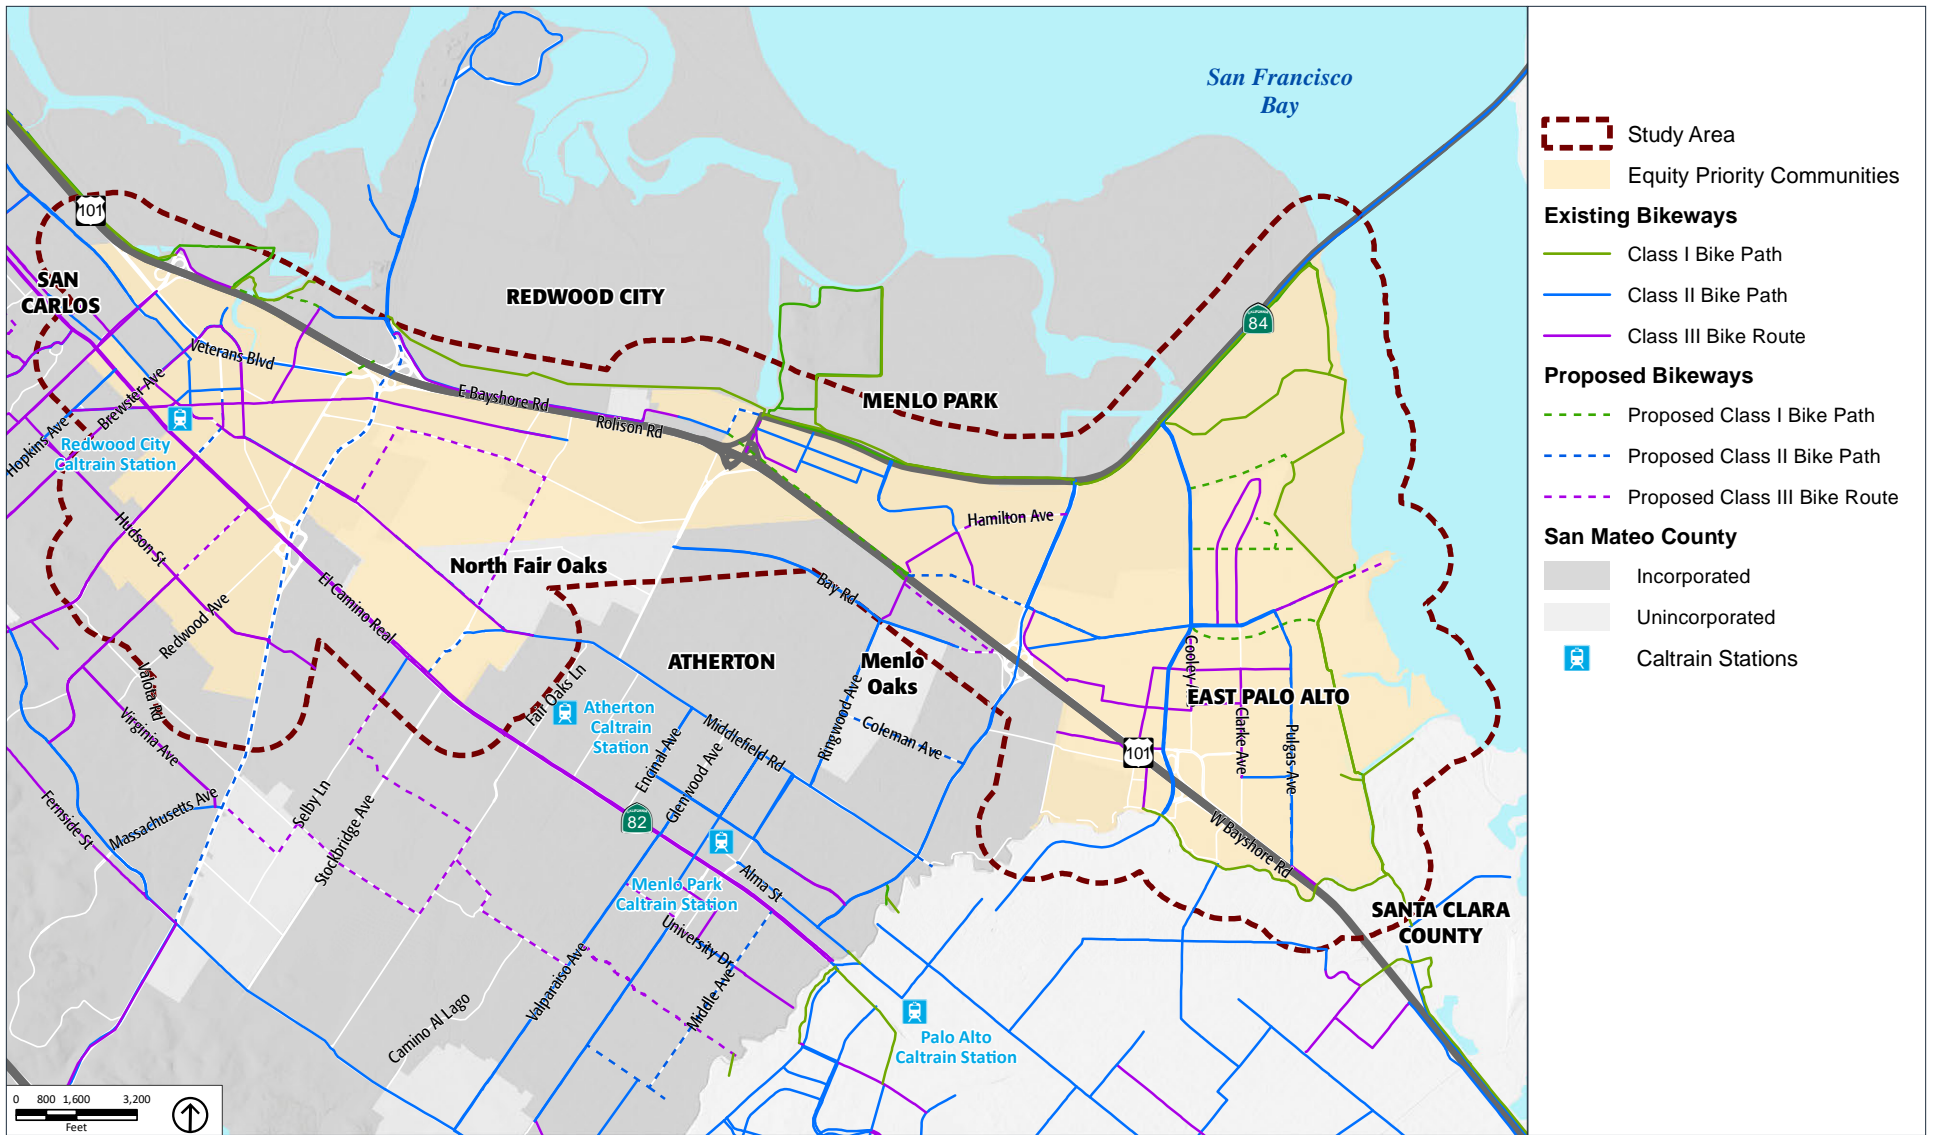 San Francisco
Bay
101
SAN
CARLOS
REDWOOD CITY
84
Veterans Blvd
E Bayshore Rd
Rolison Rd
MENLO PARK
Brewster Ave
Hopkins Ave
Redwood City
Caltrain Station
Hudson St
Hamilton Ave
North Fair Oaks
El Camino Real
Bay Rd
Redwood Ave
ATHERTON
Menlo
Oaks
Valota Rd
Virginia Ave
Fair Oaks Ln
Atherton
Caltrain
Station
Ringwood Ave
Coleman Ave
Middlefield Rd
Encinal Ave
Glenwood Ave
Cooley
EAST PALO ALTO
Clarke Ave
Pulgas Ave
101
Fernside St
Massachusetts Ave
Selby Ln
Stockbridge Ave
CALIFORNIA
82
W Bayshore Rd
Alma St
Menlo Park
Caltrain Station
University Dr
Valparaiso Ave
Middle Ave
Camino Al Lago
SANTA CLARA
COUNTY
Palo Alto
Caltrain Station
0 800 1,600 3,200
Feet
Study Area
Equity Priority Communities
Existing Bikeways
Class I Bike Path
Class II Bike Path
Class III Bike Route
Proposed Bikeways
Proposed Class I Bike Path
Proposed Class II Bike Path
Proposed Class III Bike Route
San Mateo County
Incorporated
Unincorporated
Caltrain Stations